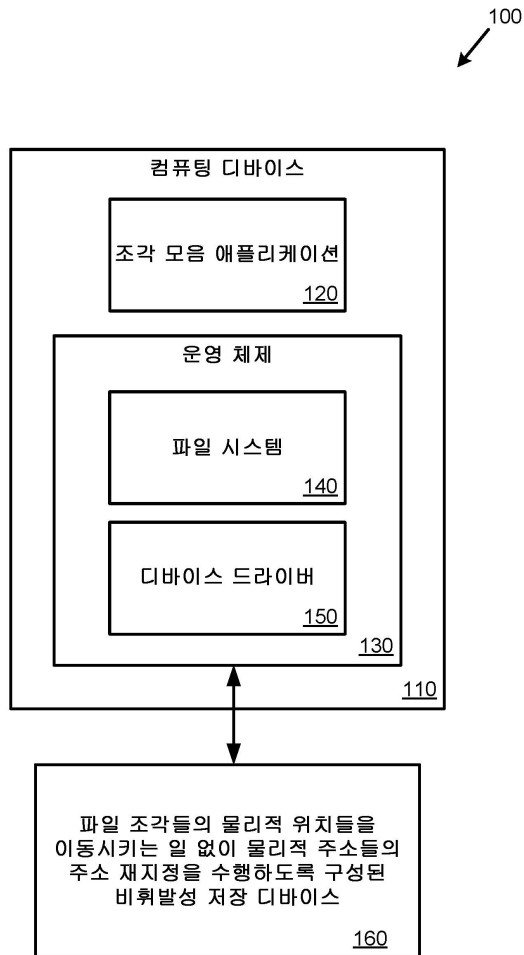 100
컴퓨팅 디바이스
조각 모음 애플리케이션
120
운영 체제
파일 시스템
140
디바이스 드라이버
150
130
110
파일 조각들의 물리적 위치들을
이동시키는 일 없이 물리적 주소들의
주소 재지정을 수행하도록 구성된
비휘발성 저장 디바이스
160